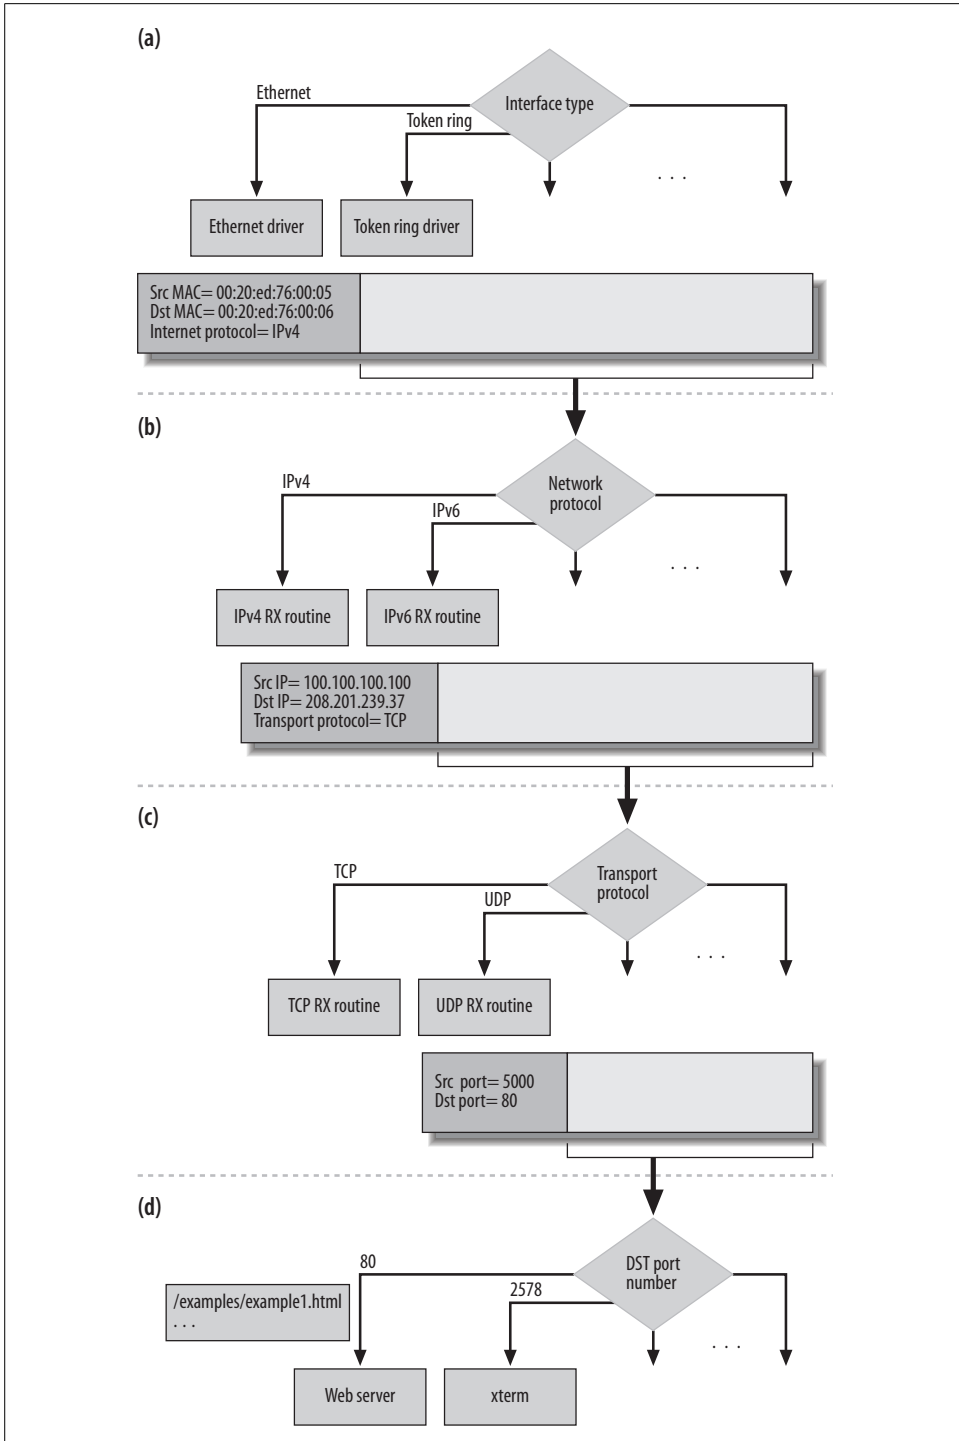 (a)
Interface type
Ethernet
Token ring
. . .
Ethernet driver
Token ring driver
Src MAC= 00:20:ed:76:00:05
Dst MAC= 00:20:ed:76:00:06
Internet protocol= IPv4
(b)
Network
protocol
IPv4
IPv6
. . .
IPv4 RX routine
IPv6 RX routine
Src IP= 100.100.100.100
Dst IP= 208.201.239.37
Transport protocol= TCP
(c)
Transport
protocol
TCP
UDP
. . .
TCP RX routine
UDP RX routine
Src port= 5000
Dst port= 80
(d)
DST port
number
80
2578
/examples/example1.html
. . .
. . .
Web server
xterm